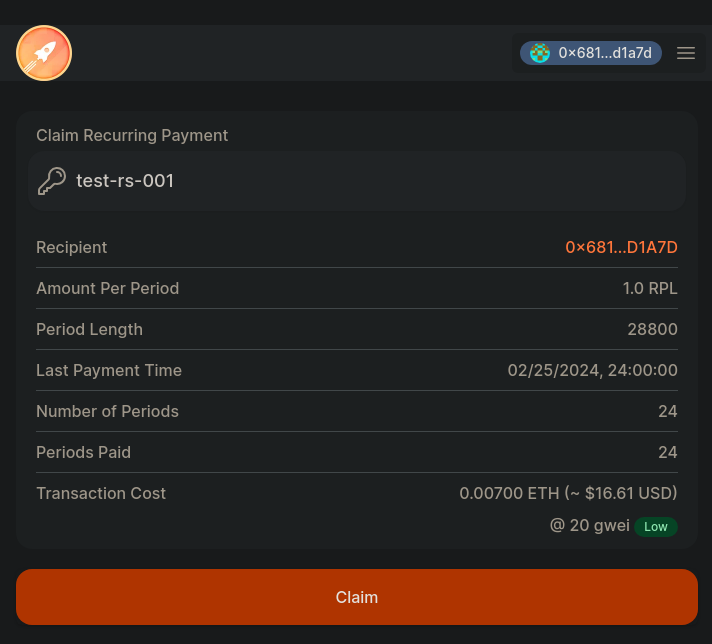 0×681...d1a7d
Claim Recurring Payment
test-rs-001
Recipient 0×681...D1A7D
Amount Per Period 1.0 RPL
Period Length 28800
Last Payment Time 02/25/2024, 24:00:00
Number of Periods 24
Periods Paid 24
Transaction Cost 0.00700 ETH (~ $16.61 USD)
@ 20 gwei Low
Claim